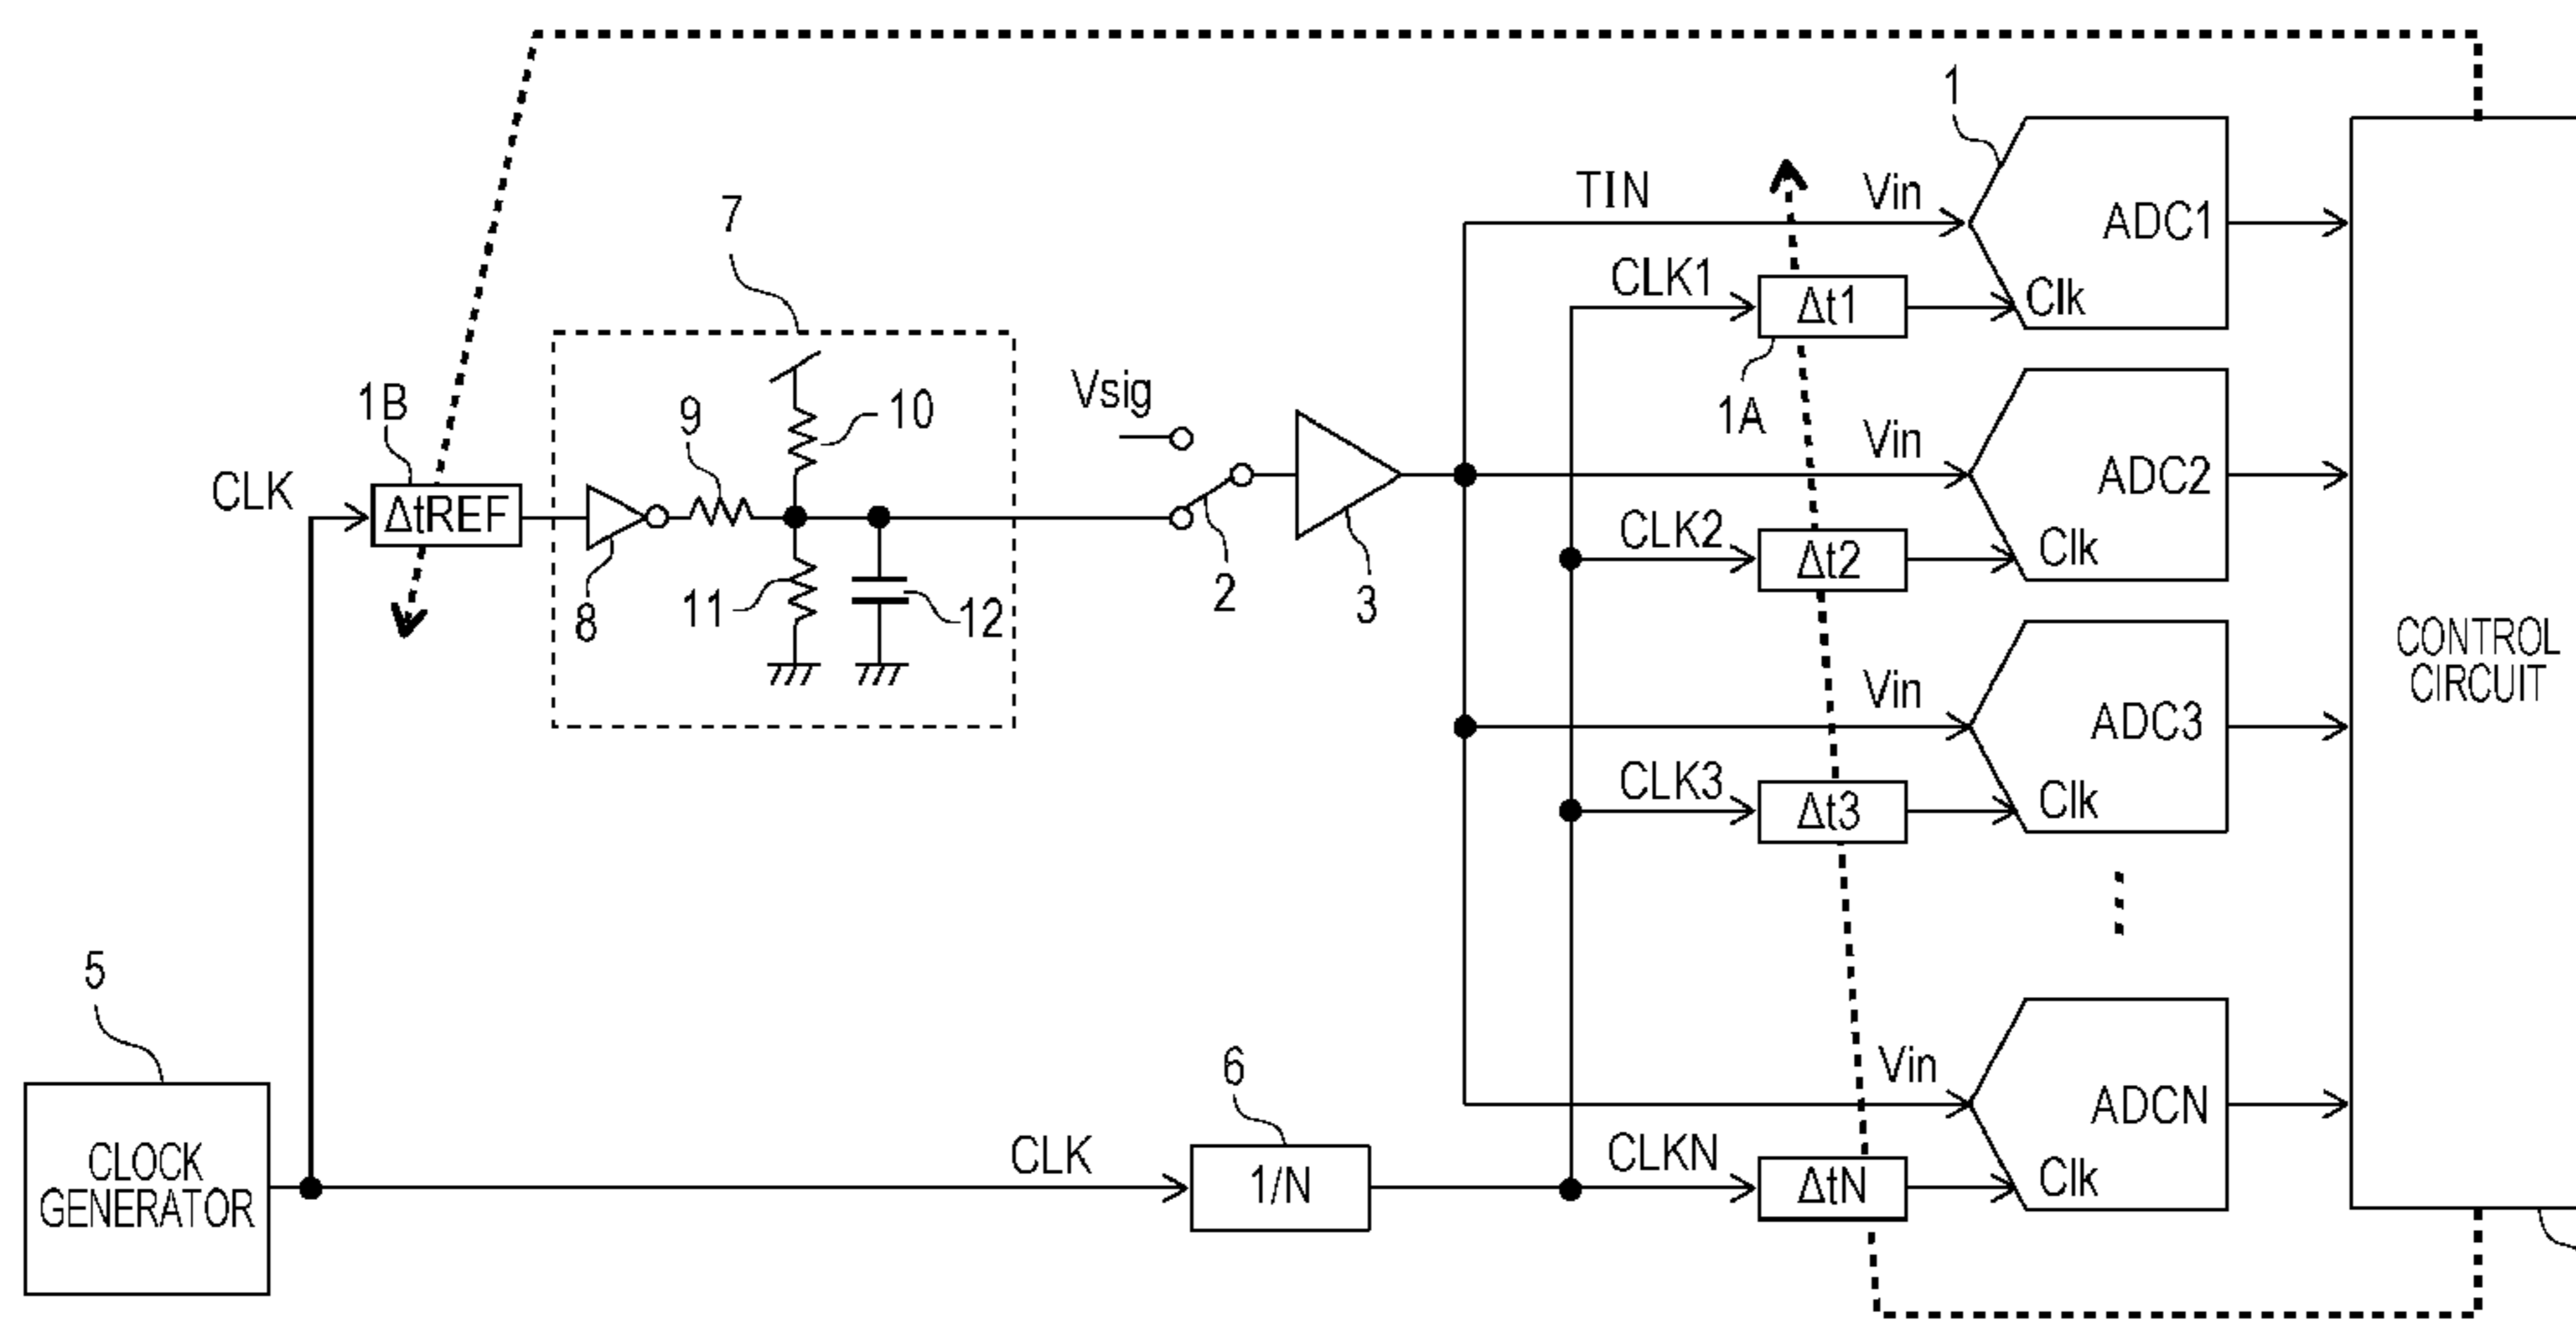 1
TIN
Vin
ADC1
7
CLK1
Δt1
Clk
Vsig
1B
9
10
1A
Vin
CLK
ΔtREF
ADC2
CLK2
Δt2
Clk
8
11
12
2
3
CONTROL
CIRCUIT
Vin
ADC3
CLK3
Δt3
Clk
5
6
Vin
ADCN
CLOCK
GENERATOR
CLK
1/N
CLKN
ΔtN
Clk